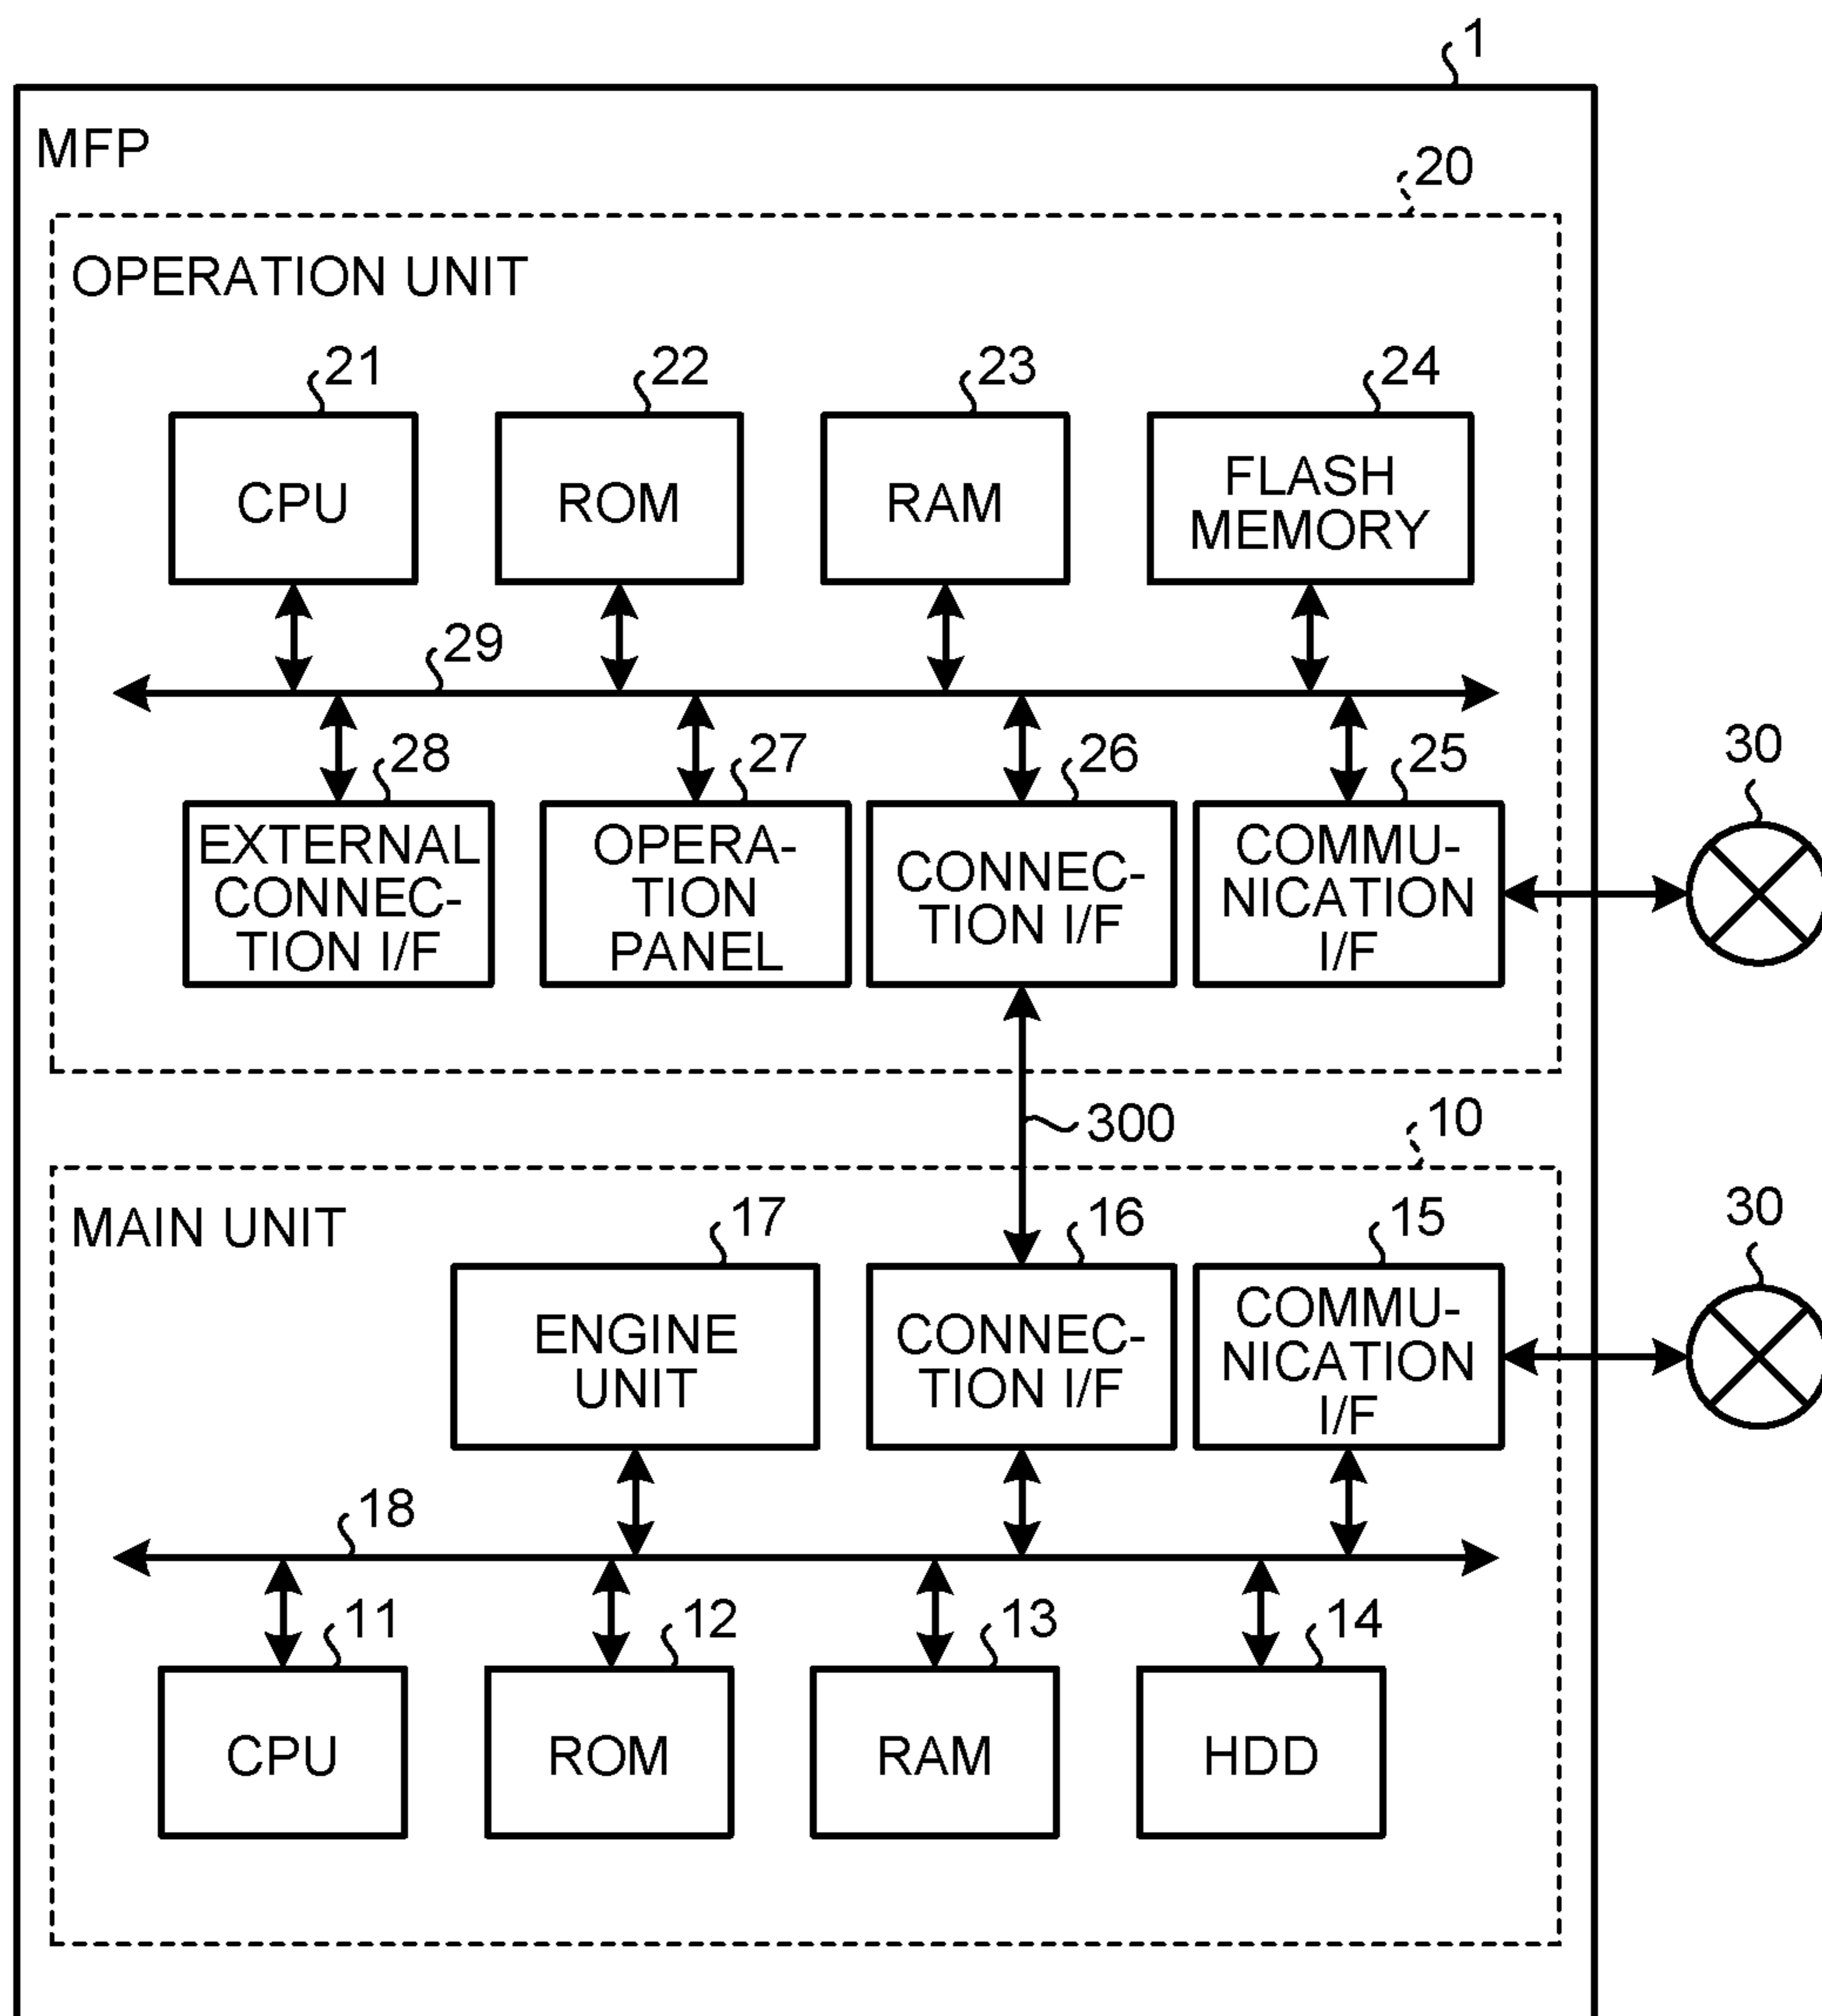 1
MFP
20
OPERATION UNIT
21
22
23
24
CPU
ROM
RAM
FLASH
MEMORY
29
28
27
26
25
30
EXTERNAL
CONNEC-
TION I/F
OPERA-
TION
PANEL
CONNEC-
TION I/F
COMMU-
NICATION
I/F
300
10
MAIN UNIT
17
16
15
30
ENGINE
UNIT
CONNEC-
TION I/F
COMMU-
NICATION
I/F
18
11
12
13
14
CPU
ROM
RAM
HDD